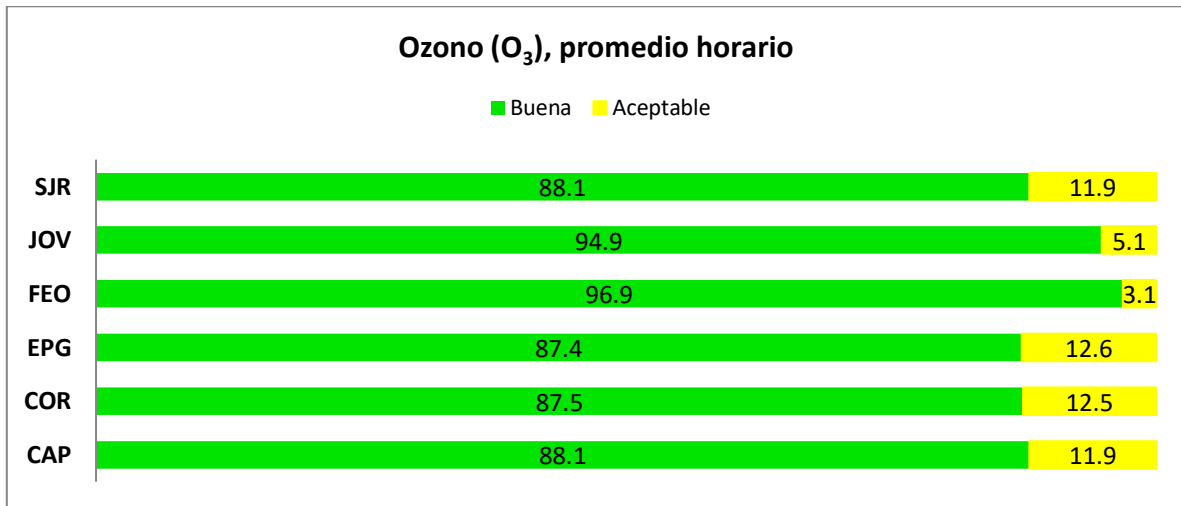 Ozono (O₃), promedio horario
Buena Aceptable
SJR 88.1 11.9
JOV 94.9 5.1
FEO 96.9 3.1
EPG 87.4 12.6
COR 87.5 12.5
CAP 88.1 11.9